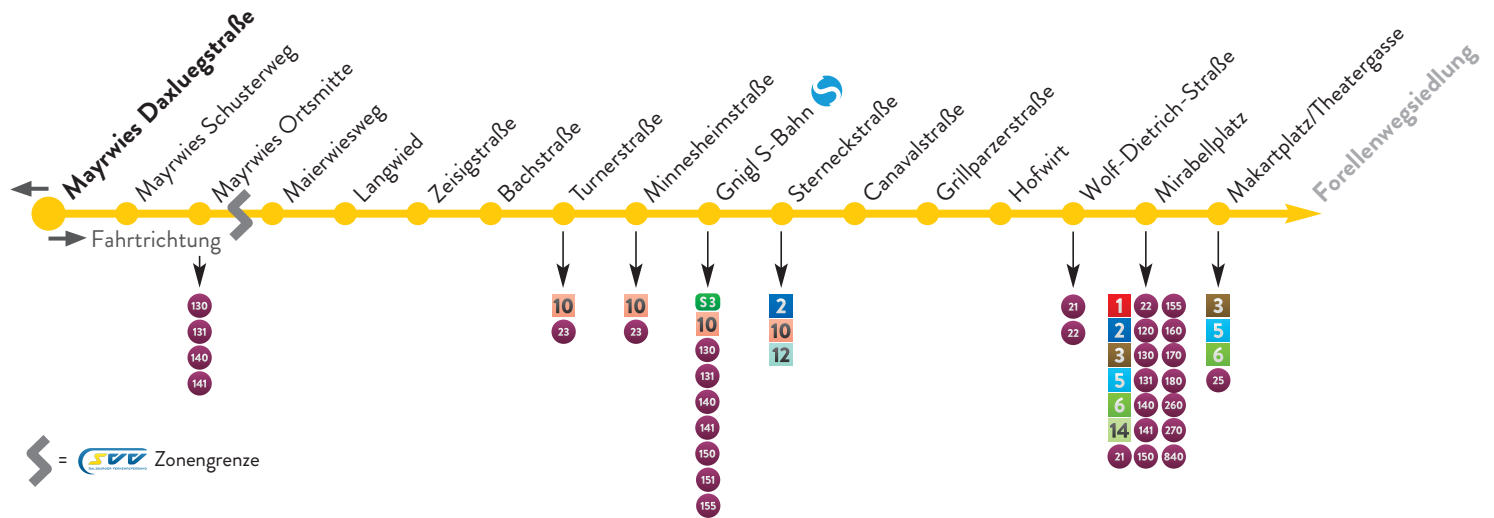 Mayrwies Daxluegstraße
Mayrwies Schusterweg
Mayrwies Ortsmitte
Maierwiesweg
Langwied
Zeisigstraße
Bachstraße
Turnerstraße
Minnesheimstraße
Gnigl S-Bahn
Sterneckstraße
Canavalstraße
Grillparzerstraße
Hofwirt
Wolf-Dietrich-Straße
Mirabellplatz
Makartplatz/Theatergasse
Forellenwegsiedlung
Fahrtrichtung
130
131
140
141
10
23
10
23
S3
10
130
131
140
141
150
151
155
2
10
12
21
22
1 22 155
2 120 160
3 130 170
5 131 180
6 140 260
14 141 270
21 150 840
3
5
6
25
= SVV Zonengrenze
SALZBURGER VERKEHRSVERBUND